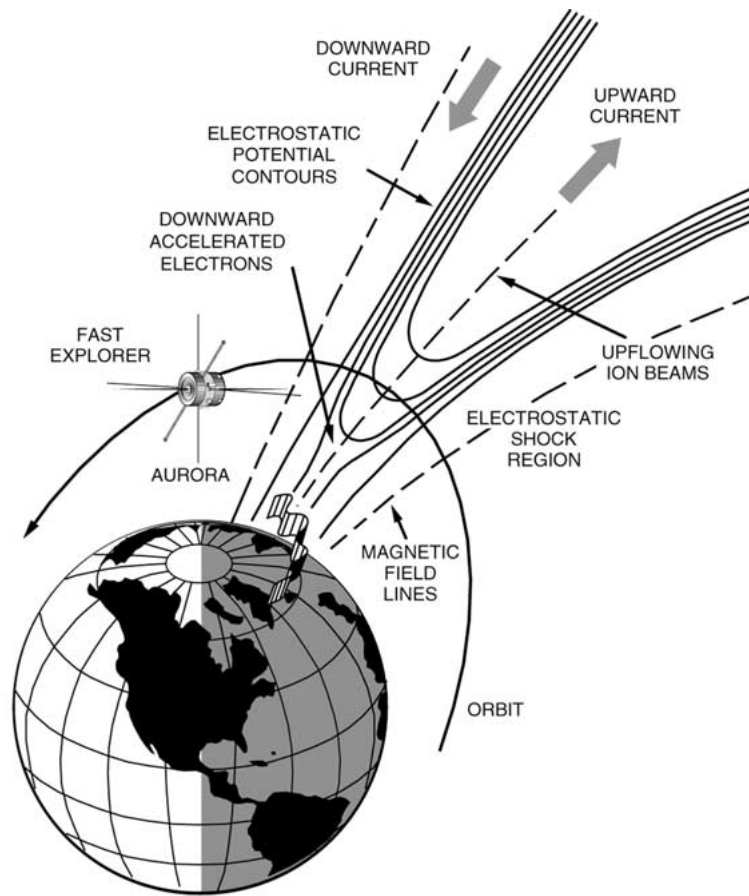 DOWNWARD
CURRENT
UPWARD
CURRENT
ELECTROSTATIC
POTENTIAL
CONTOURS
DOWNWARD
ACCELERATED
ELECTRONS
FAST
EXPLORER
UPFLOWING
ION BEAMS
ELECTROSTATIC
SHOCK
REGION
AURORA
MAGNETIC
FIELD
LINES
ORBIT